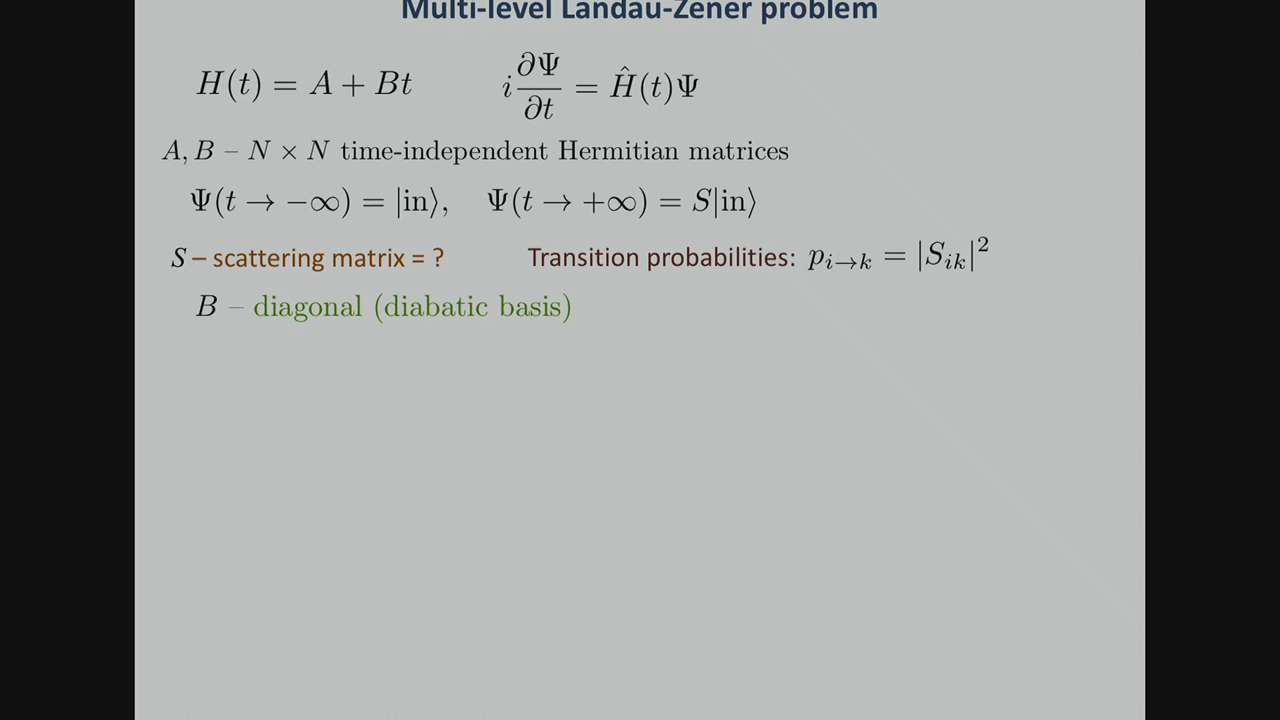 Multi-level Landau-Zener problem
H(t) = A + Bt    i ∂Ψ/∂t = Ĥ(t)Ψ
A, B – N × N time-independent Hermitian matrices
Ψ(t → −∞) = |in⟩,  Ψ(t → +∞) = S|in⟩
S – scattering matrix = ?    Transition probabilities: p_{i→k} = |S_{ik}|²
B – diagonal (diabatic basis)